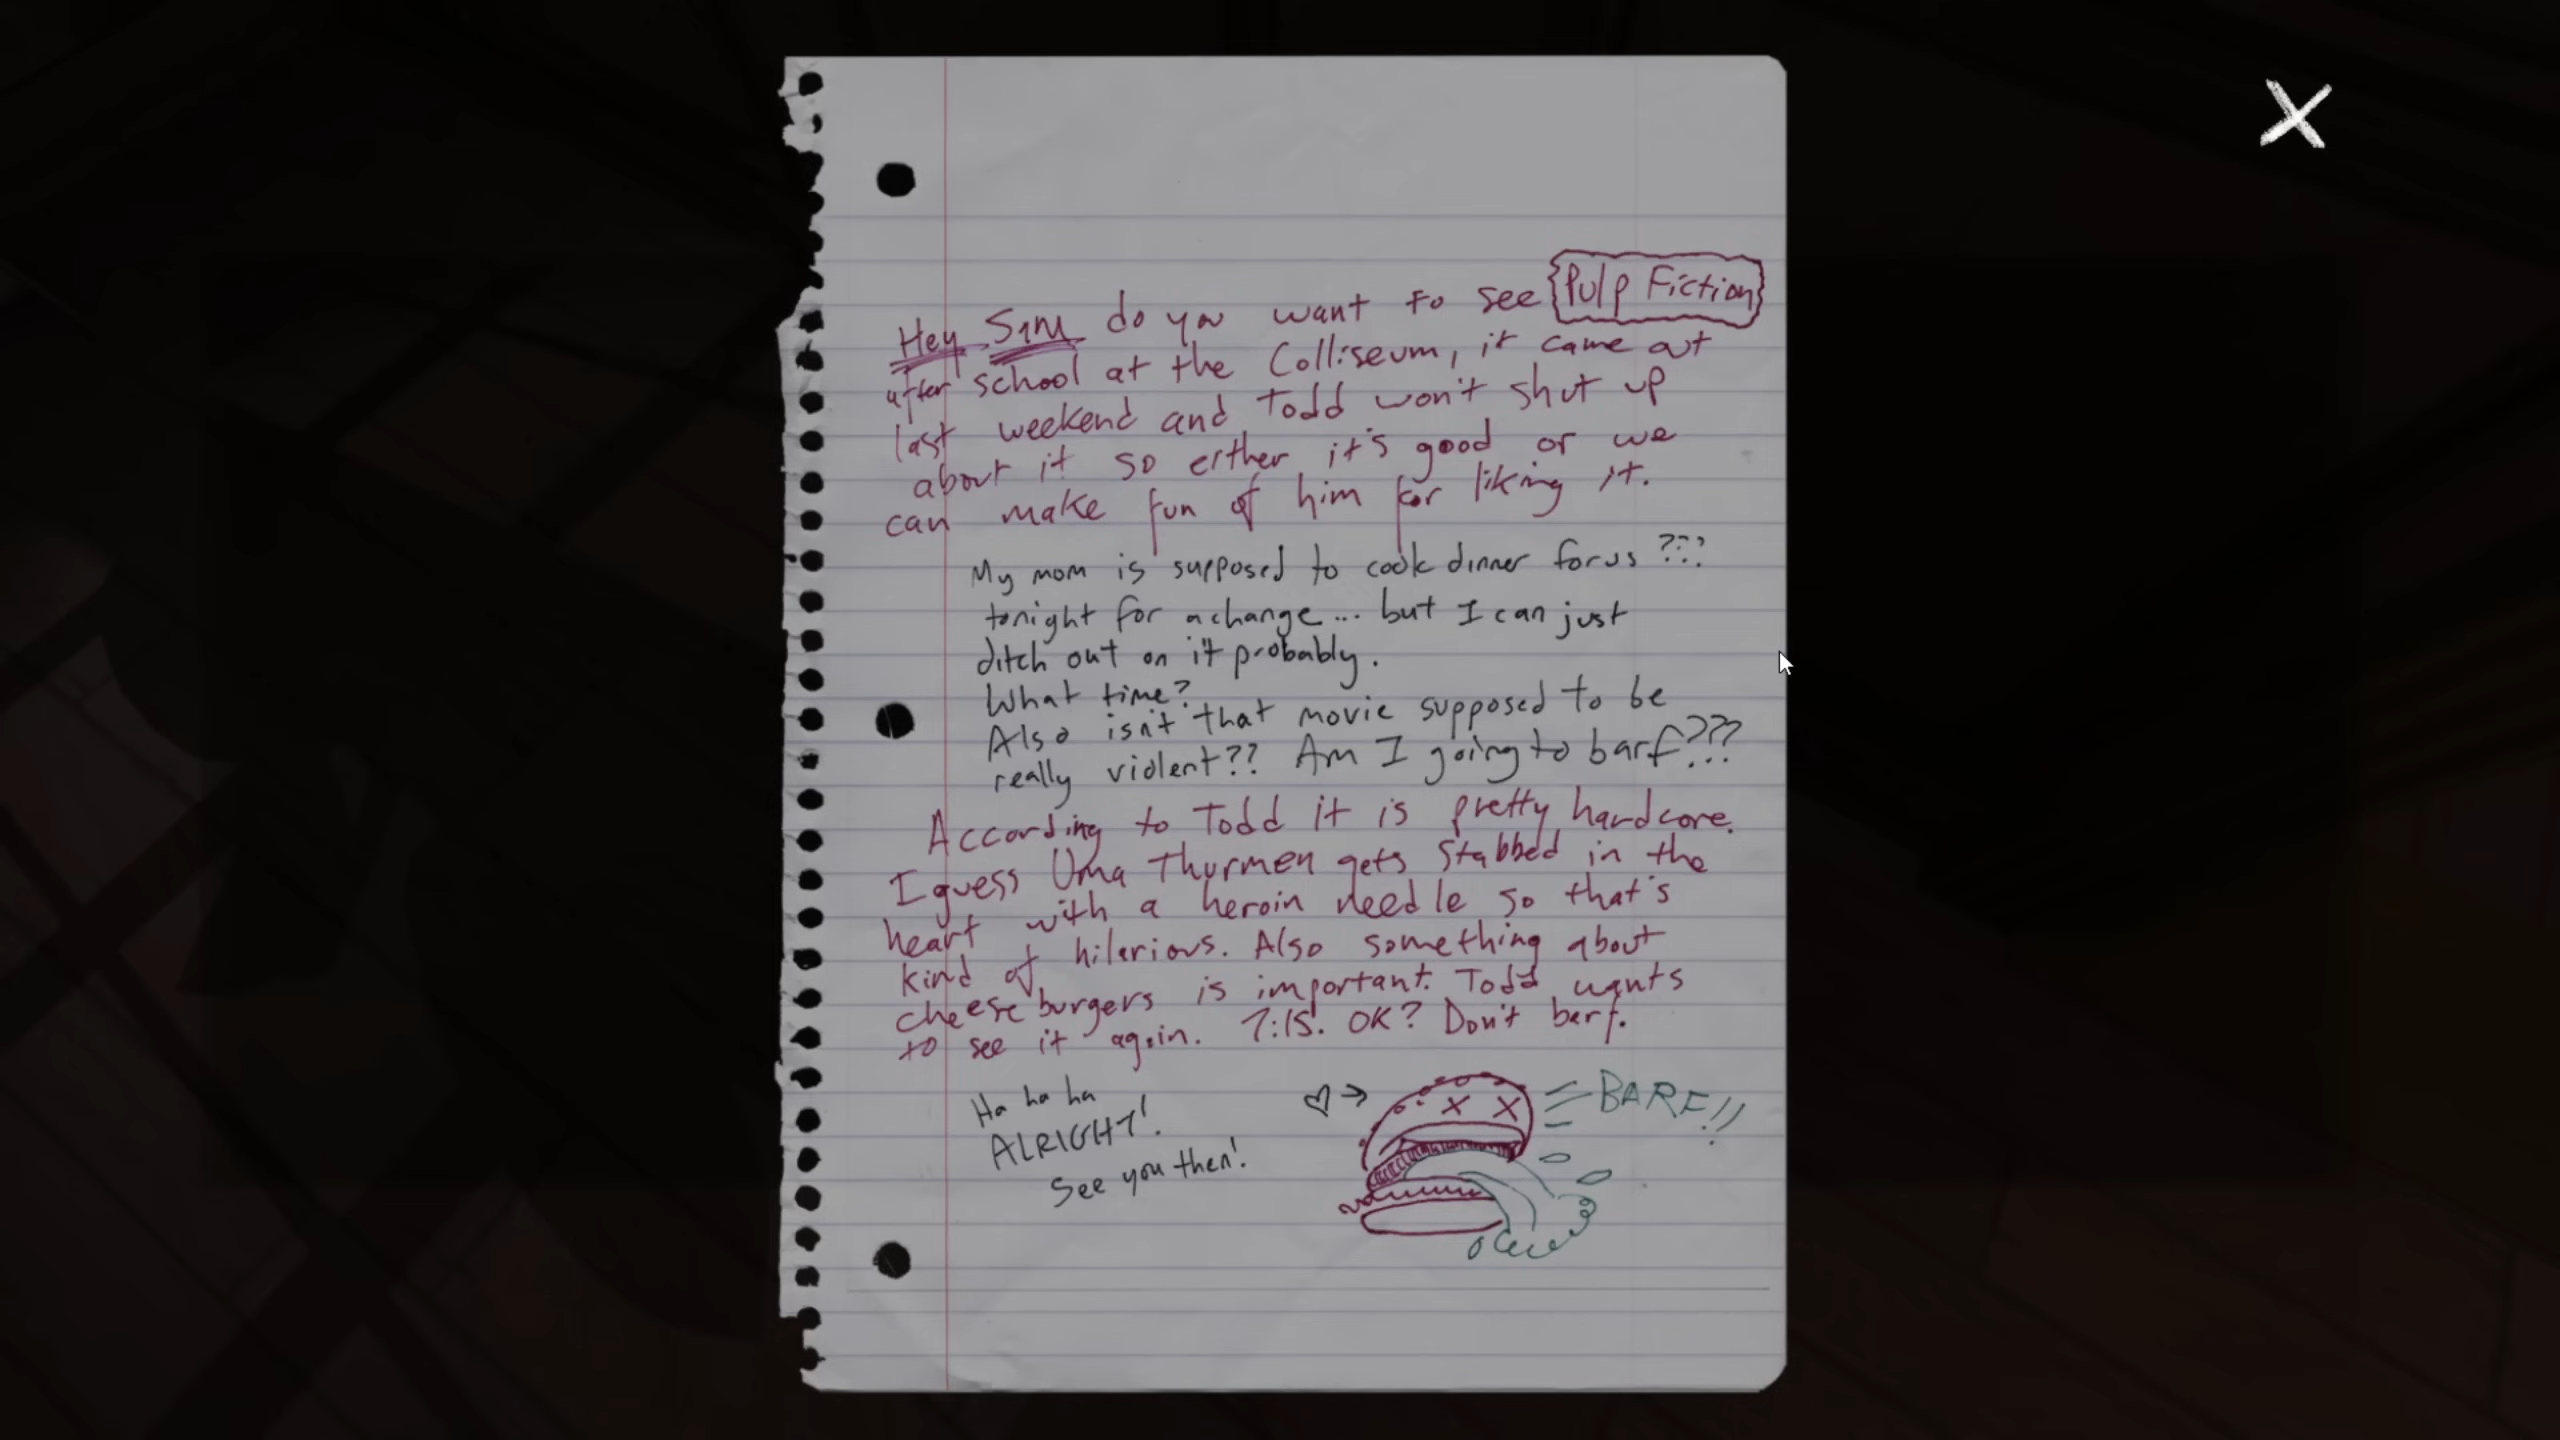 Hey SAM do you want to see Pulp Fiction
after school at the Colliseum, it came out
last weekend and Todd won't shut up
about it so either it's good or we
can make fun of him for liking it.
My mom is supposed to cook dinner for us ???
tonight for a change... but I can just
ditch out on it probably.
What time?
Also isn't that movie supposed to be
really violent?? Am I going to barf???
According to Todd it is pretty hardcore.
I guess Uma Thurmen gets stabbed in the
heart with a heroin needle so that's
kind of hilarious. Also something about
cheeseburgers is important. Todd wants
to see it again. 7:15. OK? Don't barf.
Ha ha ha
ALRIGHT!
See you then!
BARF!!